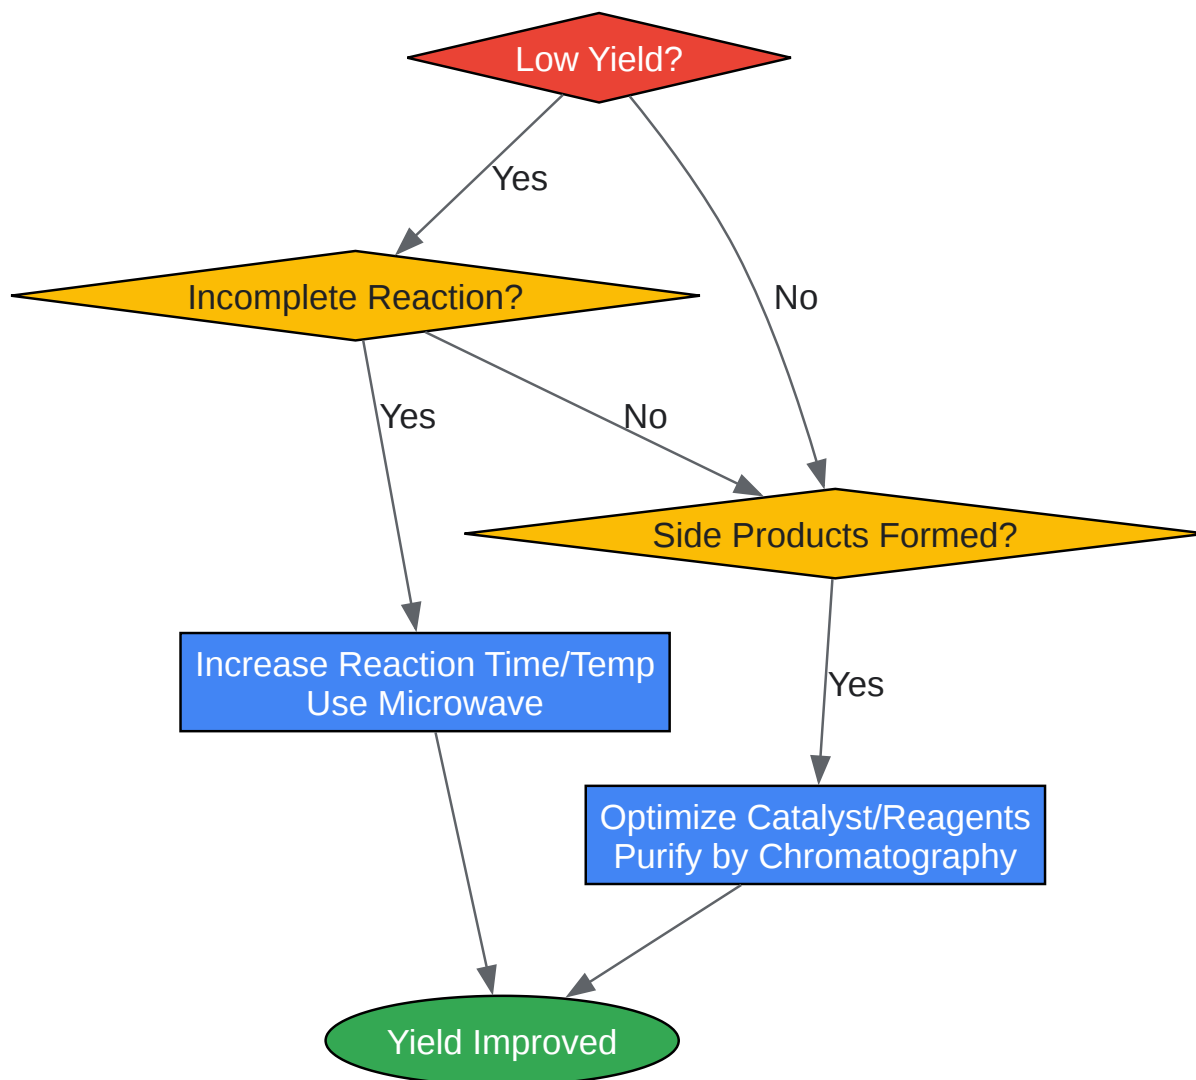 Low Yield?
Yes
No
Incomplete Reaction?
Yes
No
Side Products Formed?
Increase Reaction Time/Temp
Use Microwave
Yes
Optimize Catalyst/Reagents
Purify by Chromatography
Yield Improved